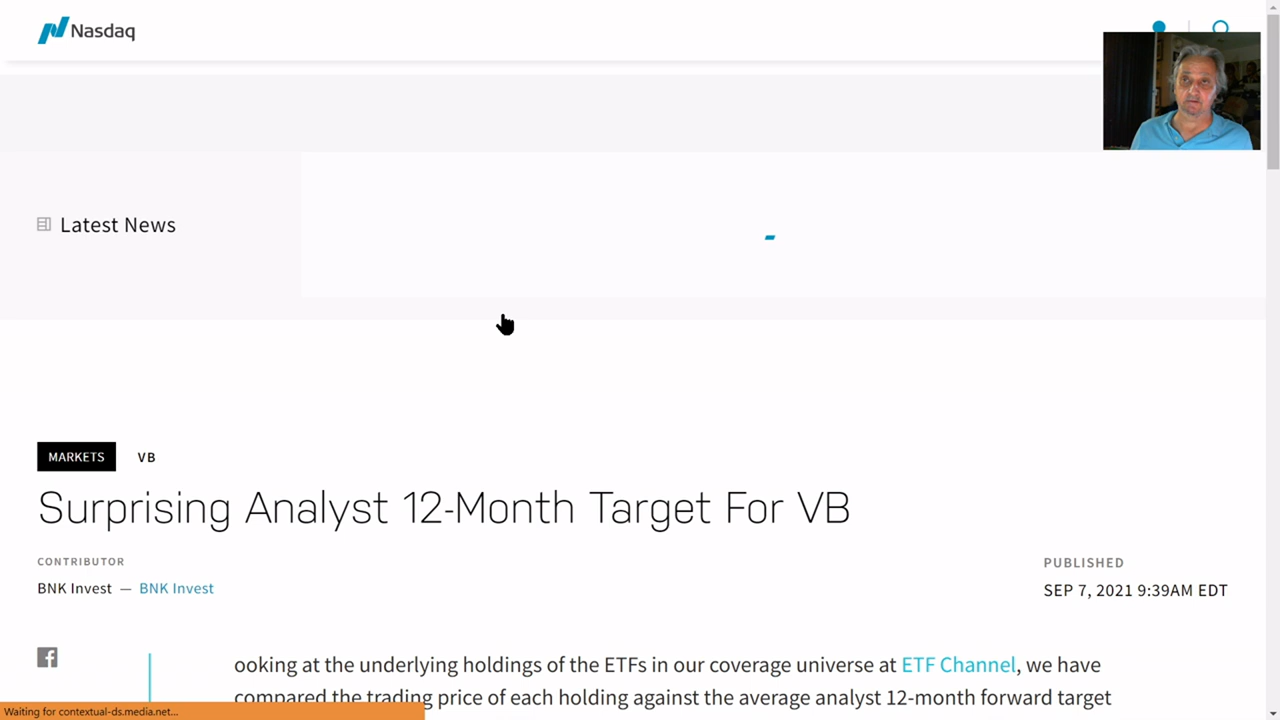 Nasdaq
Latest News
MARKETS VB
Surprising Analyst 12-Month Target For VB
CONTRIBUTOR
BNK Invest — BNK Invest
PUBLISHED
SEP 7, 2021 9:39AM EDT
ooking at the underlying holdings of the ETFs in our coverage universe at ETF Channel, we have
compared the trading price of each holding against the average analyst 12-month forward target
Waiting for contextual-ds.media.net...